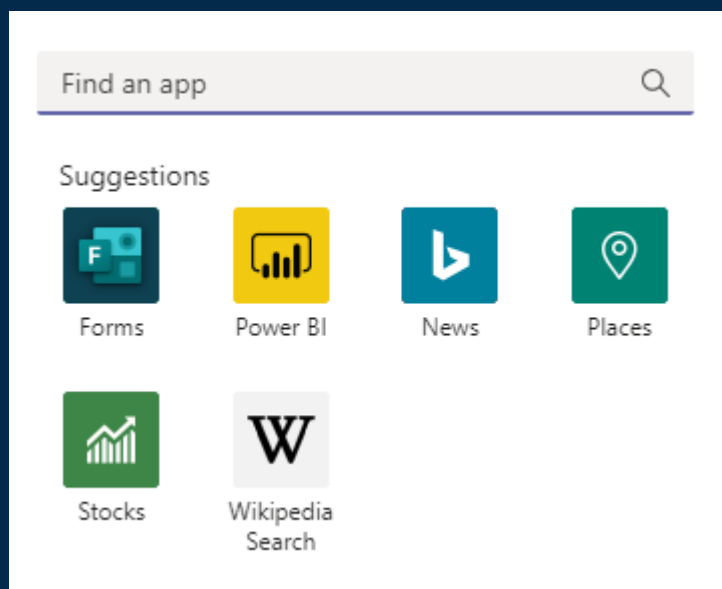 Find an app
Suggestions
F
Forms
Power BI
News
Places
W
Stocks
Wikipedia
Search